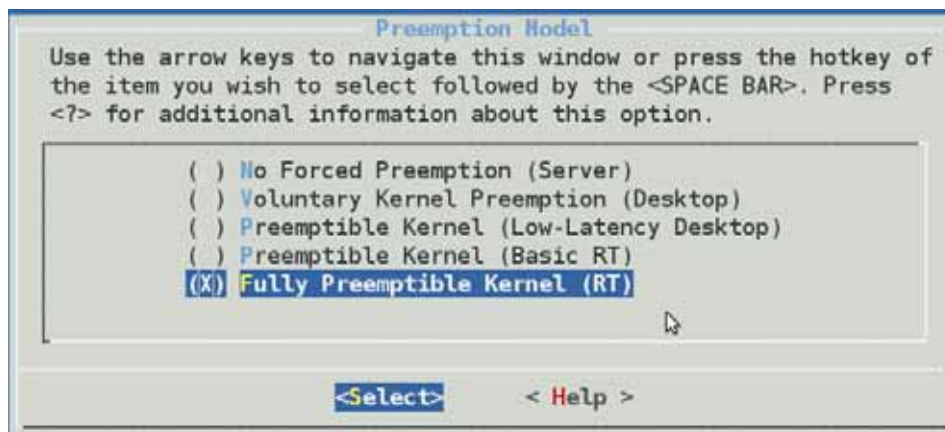 Preemption Model
Use the arrow keys to navigate this window or press the hotkey of
the item you wish to select followed by the <SPACE BAR>. Press
<?> for additional information about this option.
( ) No Forced Preemption (Server)
( ) Voluntary Kernel Preemption (Desktop)
( ) Preemptible Kernel (Low-Latency Desktop)
( ) Preemptible Kernel (Basic RT)
(X) Fully Preemptible Kernel (RT)
<Select> < Help >